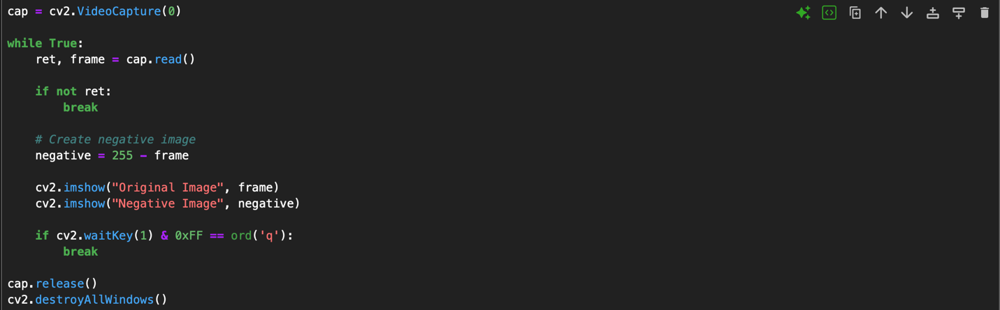 cap = cv2.VideoCapture(0)
while True:
    ret, frame = cap.read()
    if not ret:
        break
    # Create negative image
    negative = 255 - frame
    cv2.imshow("Original Image", frame)
    cv2.imshow("Negative Image", negative)
    if cv2.waitKey(1) & 0xFF == ord('q'):
        break
cap.release()
cv2.destroyAllWindows()